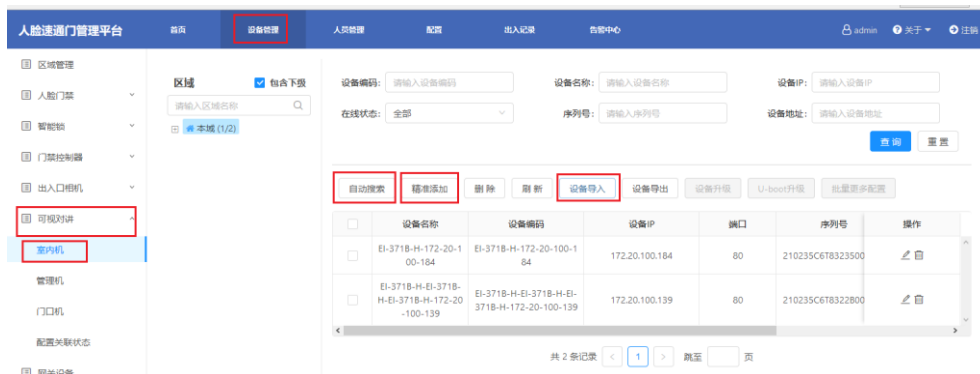 人脸速通门管理平台
首页 设备管理 人员管理 配置 出入记录 告警中心 admin 关于 注销
区域管理
人脸门禁
智能锁
门禁控制器
出入口相机
可视对讲
室内机
管理机
门口机
配置关联状态
网关设备
区域 包含下级
请输入区域名称
本域 (1/2)
设备编码: 请输入设备编码 设备名称: 请输入设备名称 设备IP: 请输入设备IP
在线状态: 全部 序列号: 请输入序列号 设备地址: 请输入设备地址
查询 重置
自动搜索 精准添加 删除 刷新 设备导入 设备导出 设备升级 U-boot升级 批量更多配置
设备名称 设备编码 设备IP 端口 序列号 操作
EI-371B-H-172-20-1 EI-371B-H-172-20-100-1
00-184 84
172.20.100.184 80 210235C6T8323500
EI-371B-H-EI-371B-
H-EI-371B-H-172-20 EI-371B-H-EI-371B-H-EI-
-100-139 371B-H-172-20-100-139
172.20.100.139 80 210235C6T8322B00
共 2 条记录 < 1 > 跳至 页